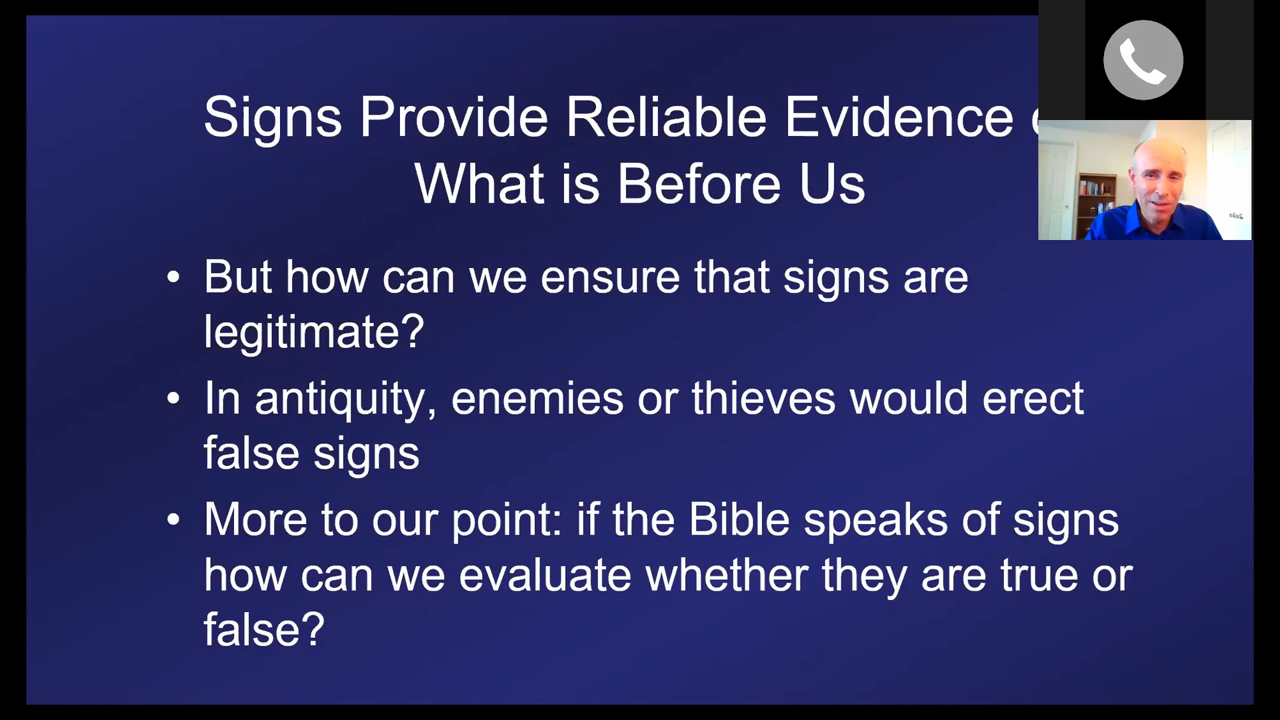 Signs Provide Reliable Evidence
What is Before Us
• But how can we ensure that signs are
legitimate?
• In antiquity, enemies or thieves would erect
false signs
• More to our point: if the Bible speaks of signs
how can we evaluate whether they are true or
false?